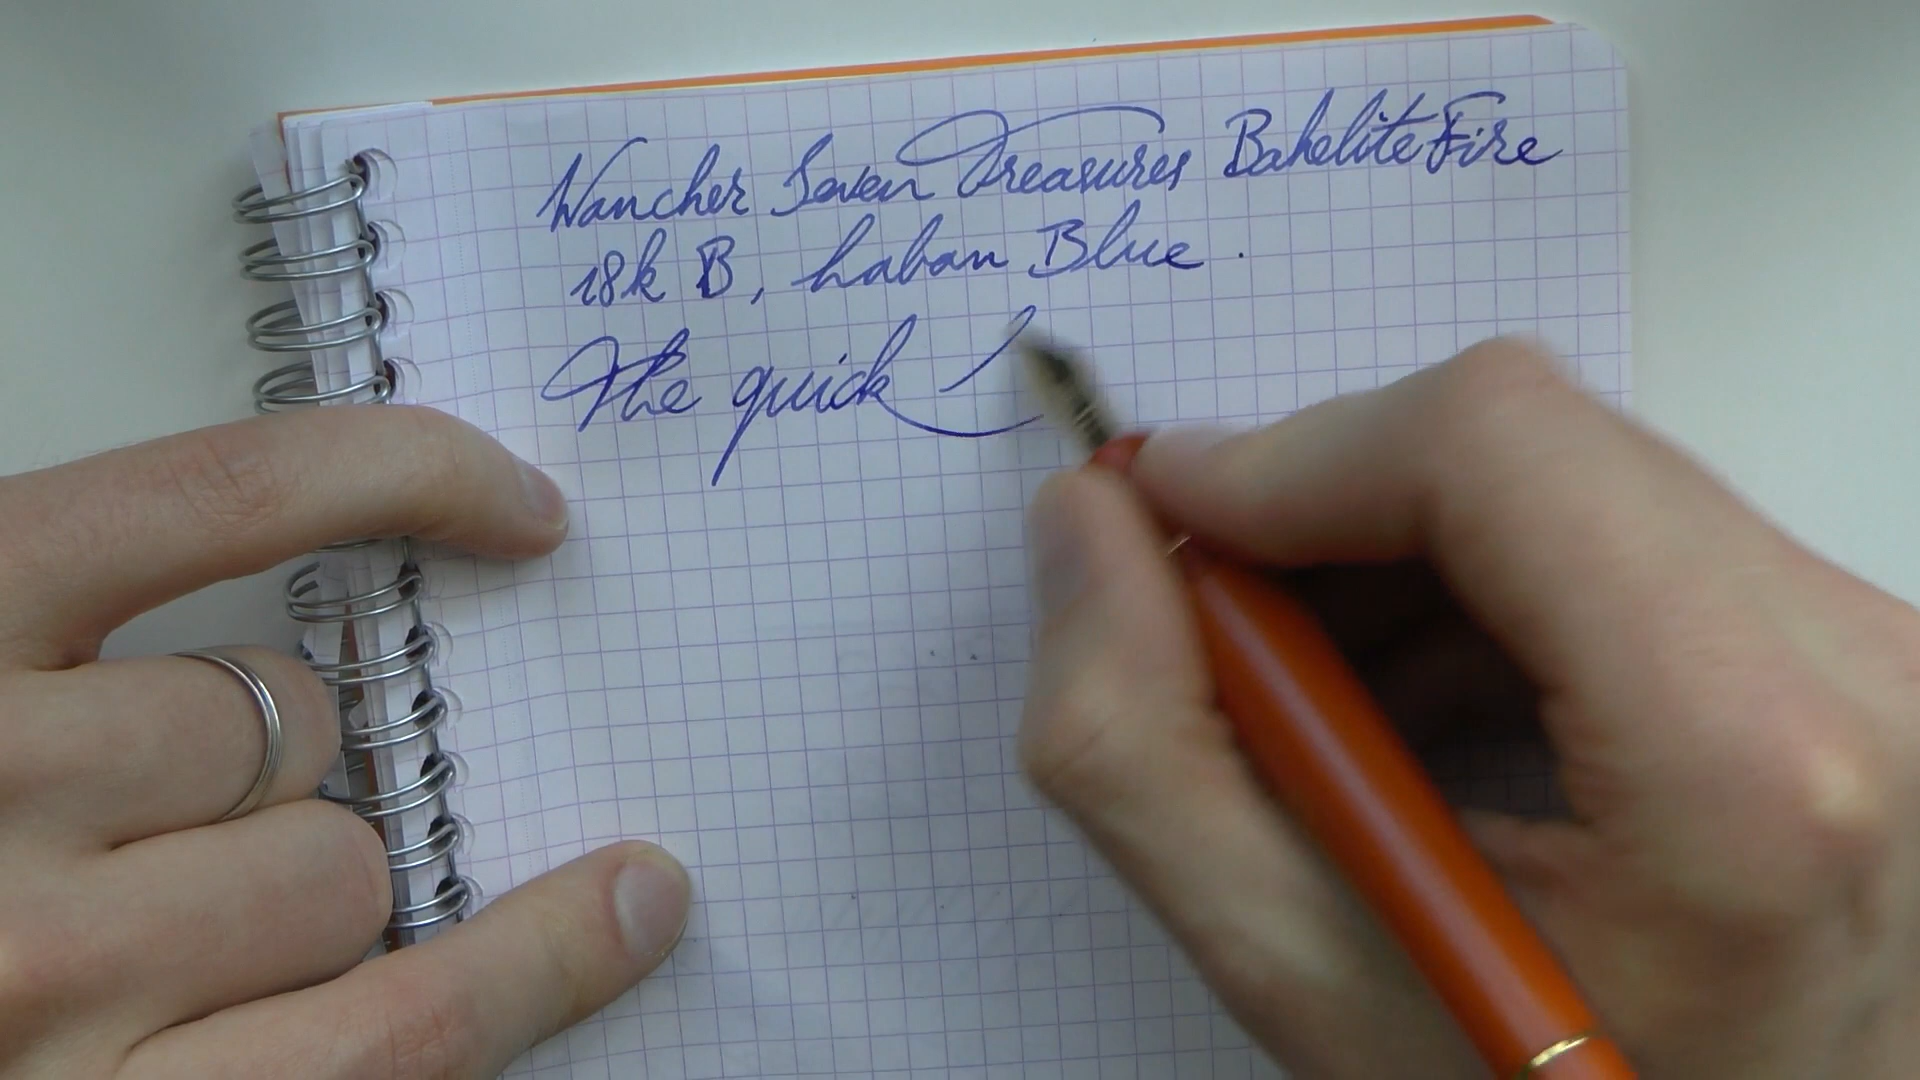 Wancher Seven Treasures Bakelite Fire
18k B, Laban Blue.
The quick